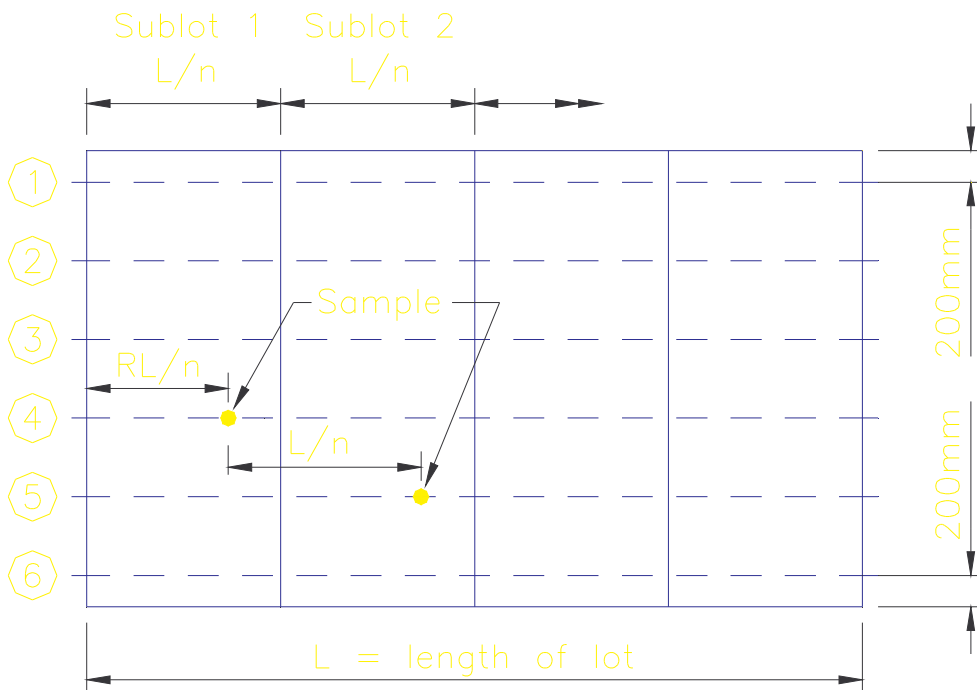 Sublot 1 Sublot 2
L/n L/n
1
2
200mm
Sample
3
RL/n
4
L/n
5
200mm
6
L = length of lot